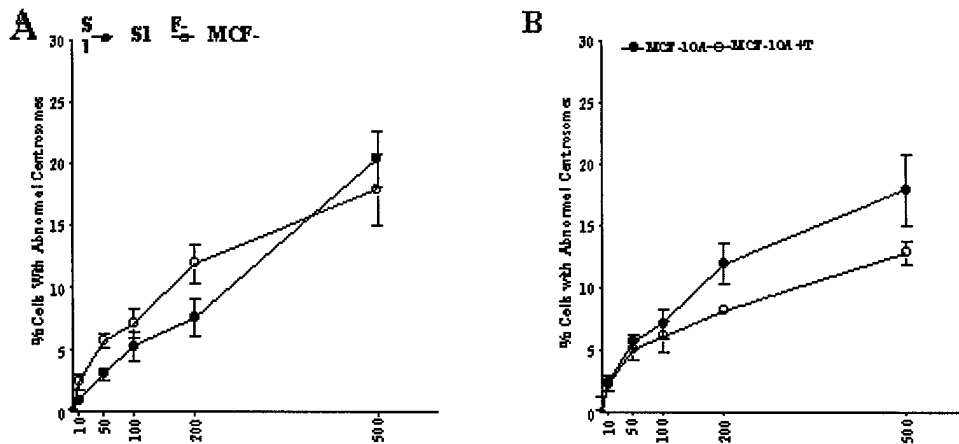 A
S1 S1 F- MCF-
30
25
20
15
10
5
0
% Cells With Abnormal Centrosomes
10 50 100 200 500
B
MCF-10A MCF-10A+T
30
25
20
15
10
5
0
% Cells with Abnormal Centrosomes
10 50 100 200 500